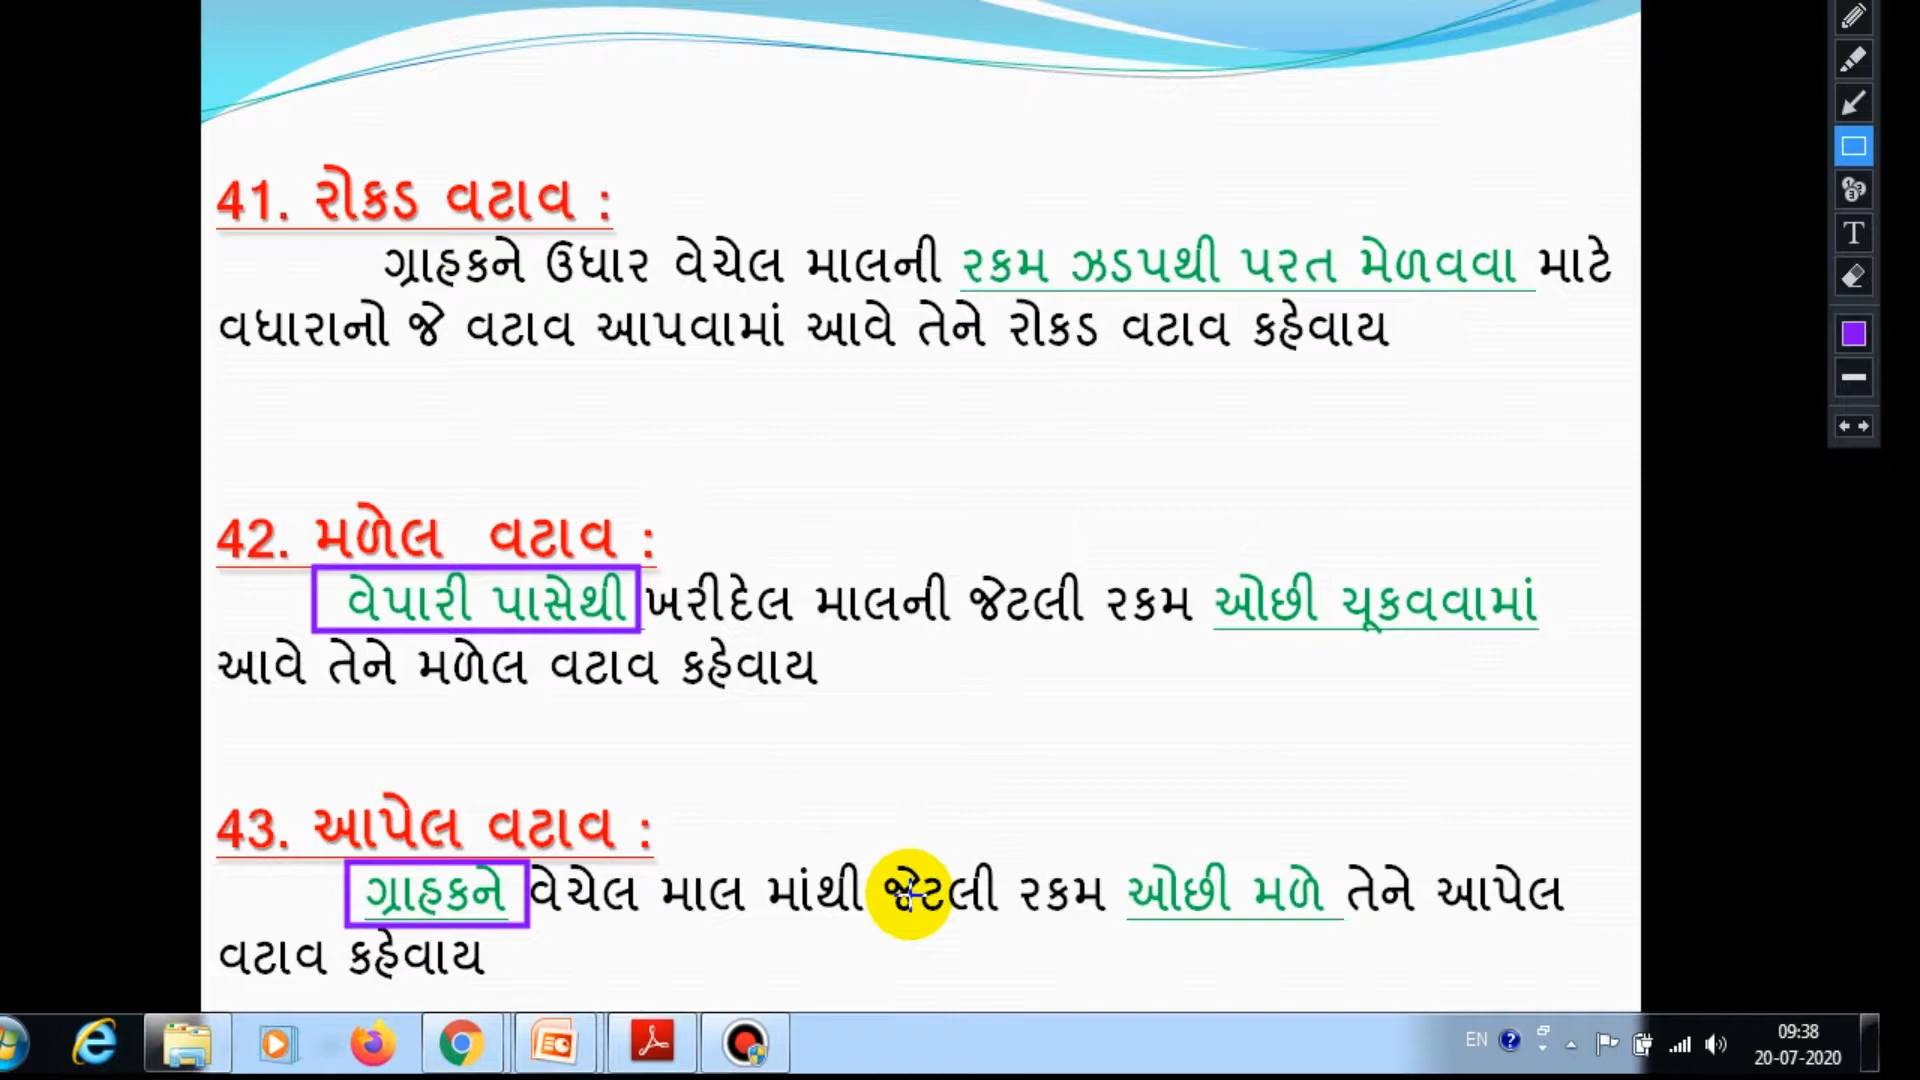 41. રોકડ વટાવ :
ગ્રાહકને ઉધાર વેચેલ માલની રકમ ઝડપથી પરત મેળવવા માટે
વધારાનો જે વટાવ આપવામાં આવે તેને રોકડ વટાવ કહેવાય
42. મળેલ વટાવ :
વેપારી પાસેથી ખરીદેલ માલની જેટલી રકમ ઓછી ચૂકવવામાં
આવે તેને મળેલ વટાવ કહેવાય
43. આપેલ વટાવ :
ગ્રાહકને વેચેલ માલ માંથી જેટલી રકમ ઓછી મળે તેને આપેલ
વટાવ કહેવાય
EN
09:38
20-07-2020